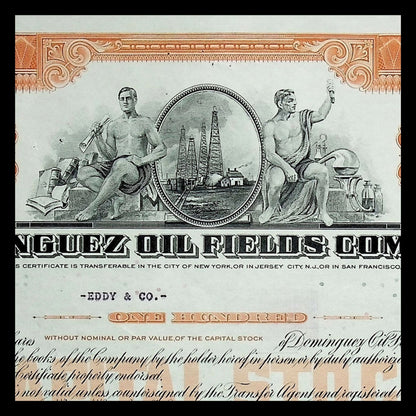 NGUEZ OIL FIELDS COM
S CERTIFICATE IS TRANSFERABLE IN THE CITY OF NEW YORK, OR IN JERSEY CITY, N.J., OR IN SAN FRANCISCO,
-EDDY & CO.-
ONE HUNDRED
ares WITHOUT NOMINAL OR PAR VALUE, OF THE CAPITAL STOCK of Dominguez Oil
he books of the Company by the holder hereof in person or by duly authoriz
Certificate properly endorsed.
not valid unless countersigned by the Transfer Agent and registered